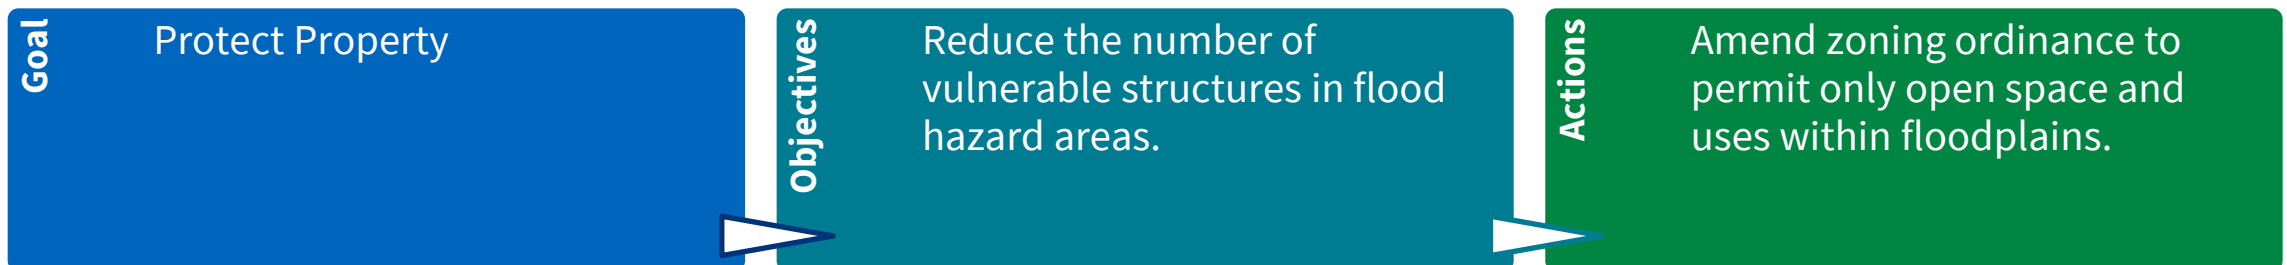 Goal
Protect Property
Objectives
Reduce the number of
vulnerable structures in flood
hazard areas.
Actions
Amend zoning ordinance to
permit only open space and
uses within floodplains.